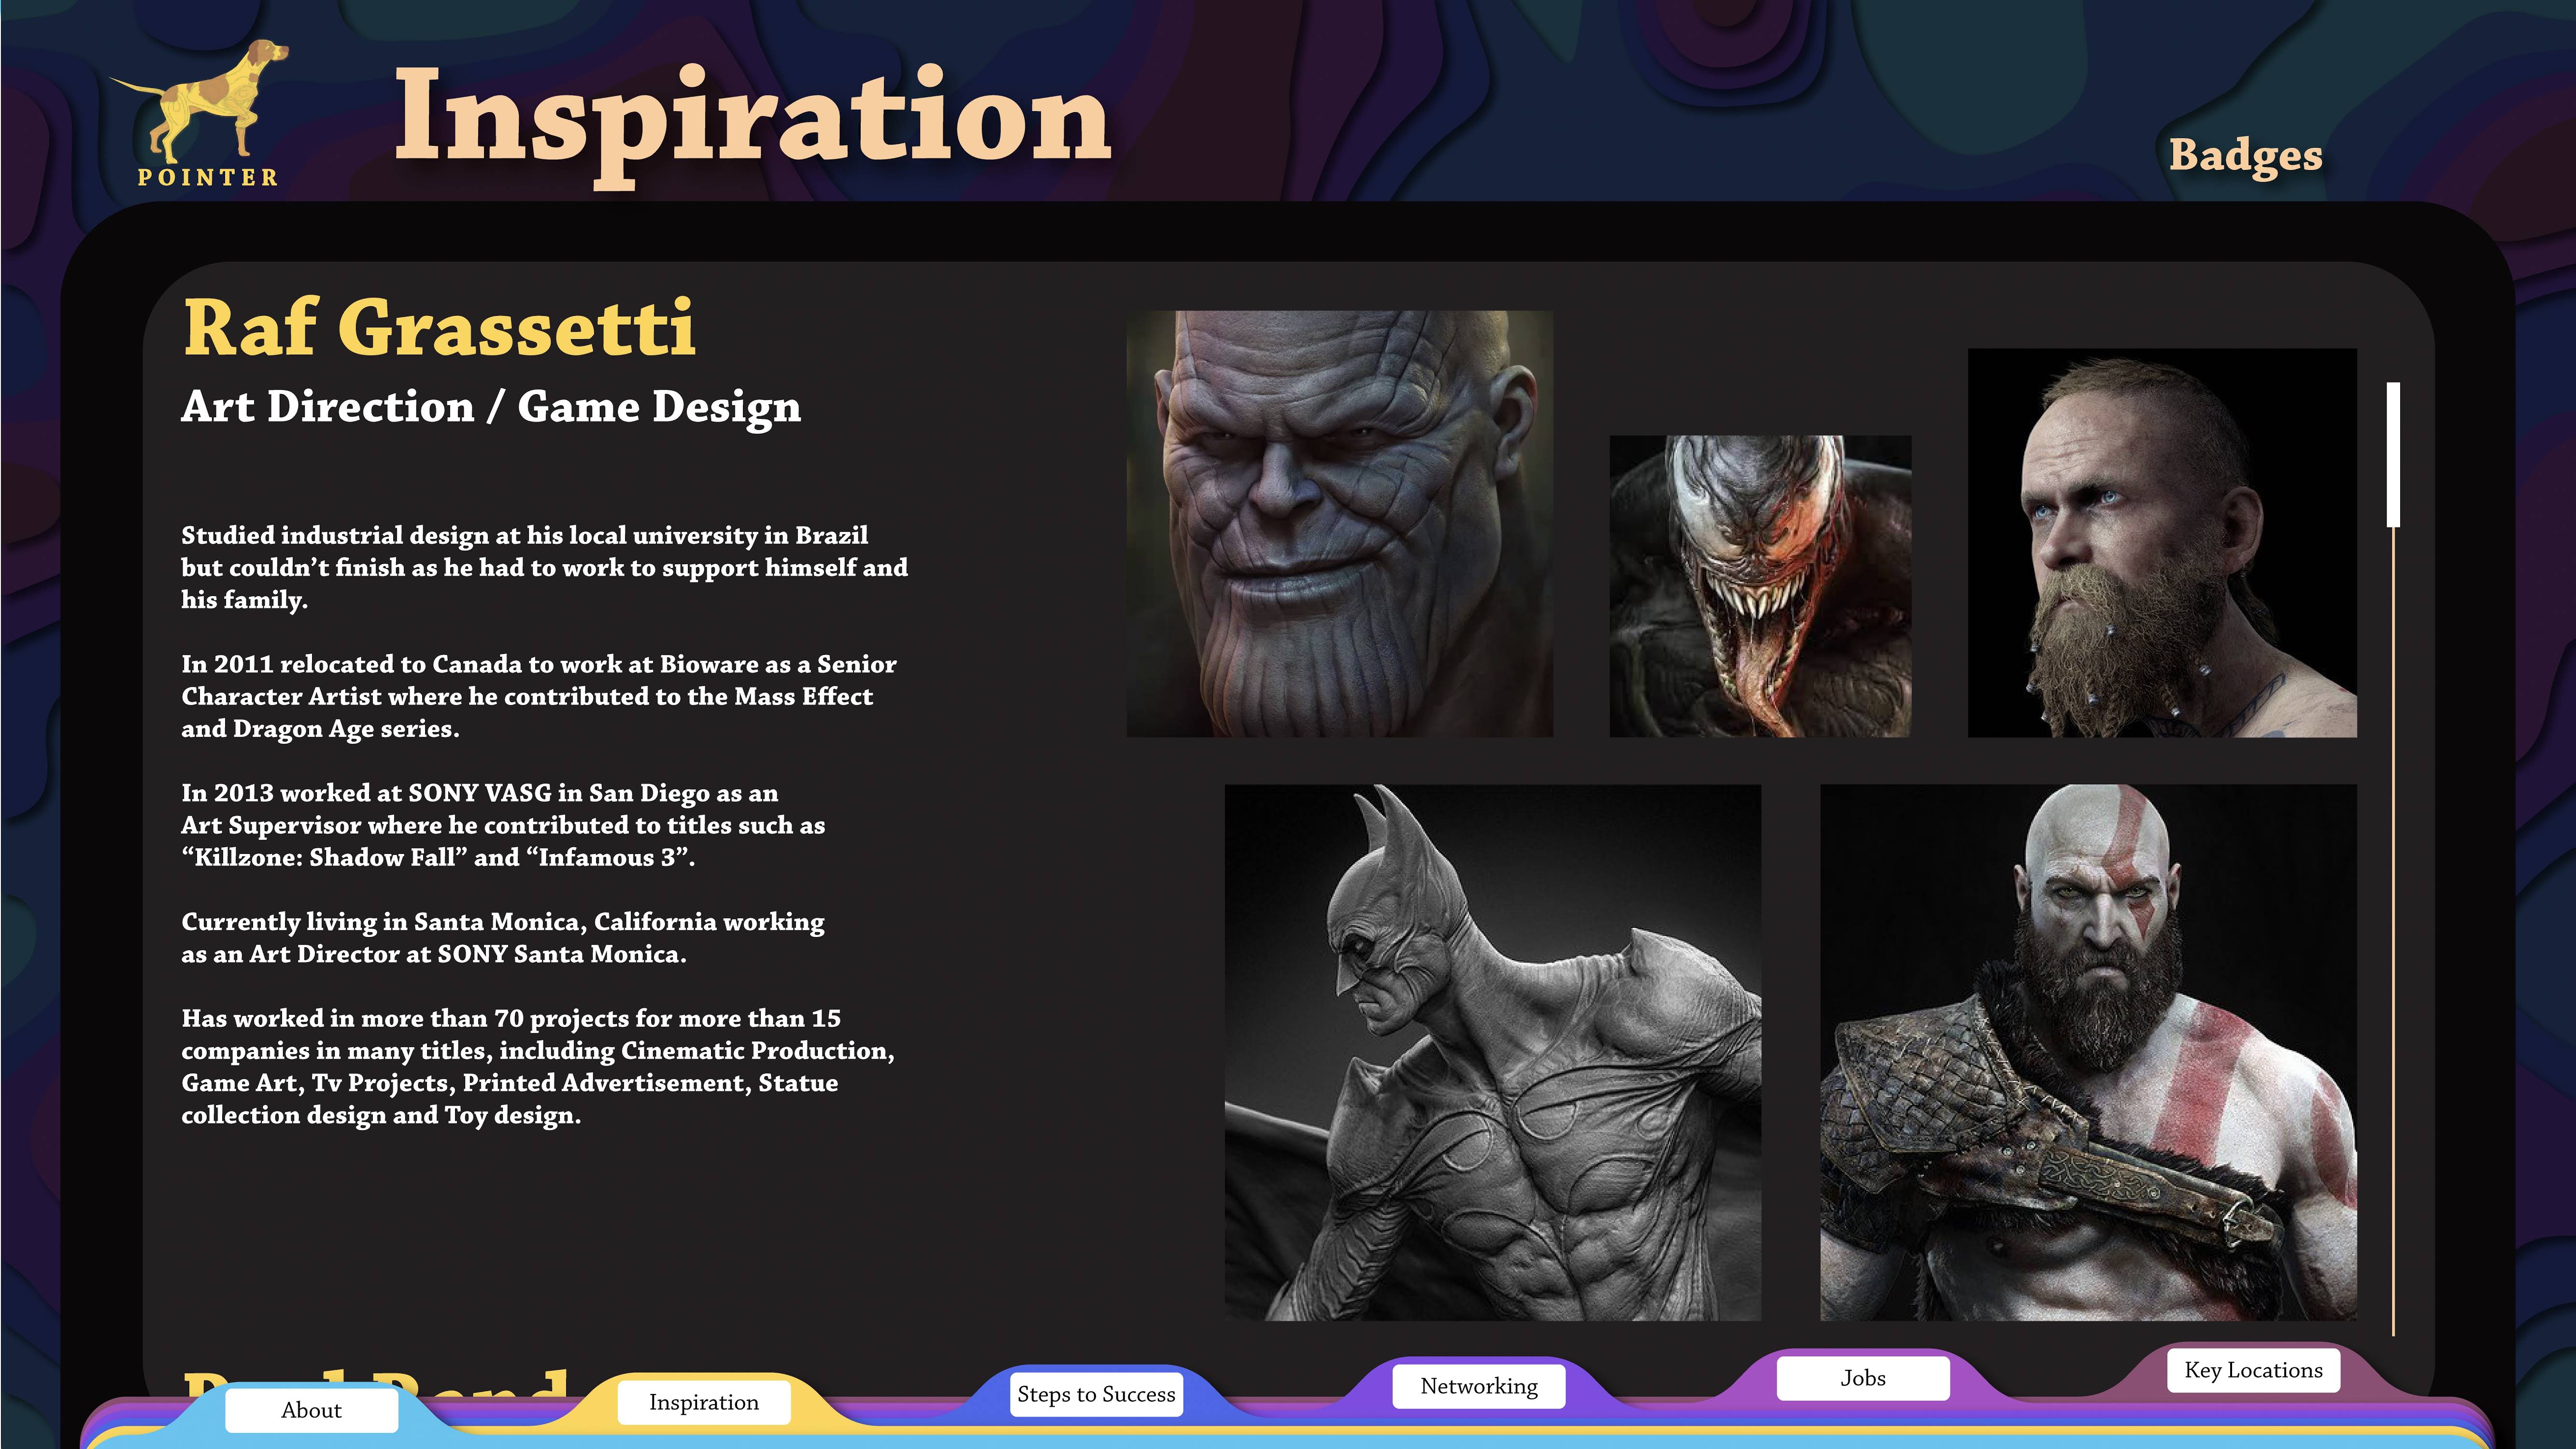 POINTER
Inspiration
Badges
Raf Grassetti
Art Direction / Game Design
Studied industrial design at his local university in Brazil
but couldn’t finish as he had to work to support himself and
his family.
In 2011 relocated to Canada to work at Bioware as a Senior
Character Artist where he contributed to the Mass Effect
and Dragon Age series.
In 2013 worked at SONY VASG in San Diego as an
Art Supervisor where he contributed to titles such as
“Killzone: Shadow Fall” and “Infamous 3”.
Currently living in Santa Monica, California working
as an Art Director at SONY Santa Monica.
Has worked in more than 70 projects for more than 15
companies in many titles, including Cinematic Production,
Game Art, Tv Projects, Printed Advertisement, Statue
collection design and Toy design.
About
Inspiration
Steps to Success
Networking
Jobs
Key Locations